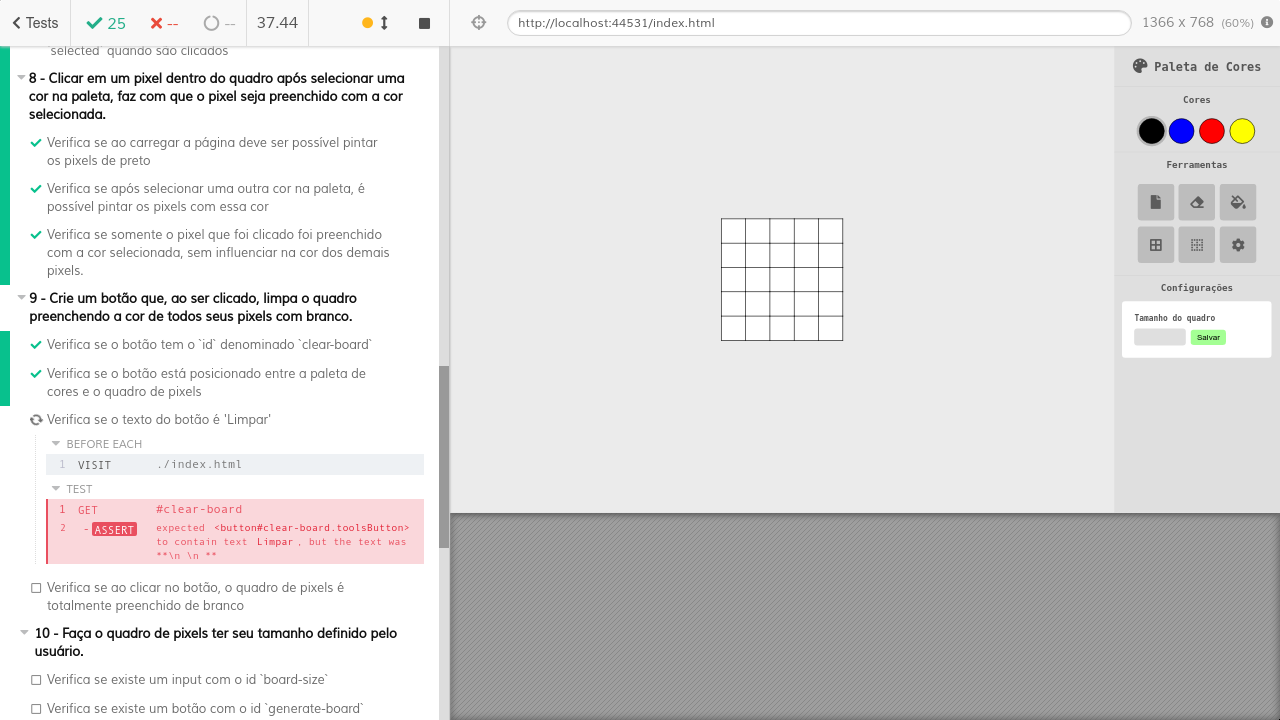 Tests
25
--
--
37.44
http://localhost:44531/index.html
1366 x 768 (60%)
`selected` quando são clicados
8 - Clicar em um pixel dentro do quadro após selecionar uma
cor na paleta, faz com que o pixel seja preenchido com a cor
selecionada.
Verifica se ao carregar a página deve ser possível pintar
os pixels de preto
Verifica se após selecionar uma outra cor na paleta, é
possível pintar os pixels com essa cor
Verifica se somente o pixel que foi clicado foi preenchido
com a cor selecionada, sem influenciar na cor dos demais
pixels.
9 - Crie um botão que, ao ser clicado, limpa o quadro
preenchendo a cor de todos seus pixels com branco.
Verifica se o botão tem o `id` denominado `clear-board`
Verifica se o botão está posicionado entre a paleta de
cores e o quadro de pixels
Verifica se o texto do botão é 'Limpar'
BEFORE EACH
1 VISIT ./index.html
TEST
1 GET #clear-board
2 -ASSERT expected <button#clear-board.toolsButton>
to contain text Limpar, but the text was
**\n \n **
Verifica se ao clicar no botão, o quadro de pixels é
totalmente preenchido de branco
10 - Faça o quadro de pixels ter seu tamanho definido pelo
usuário.
Verifica se existe um input com o id `board-size`
Verifica se existe um botão com o id `generate-board`
Paleta de Cores
Cores
Ferramentas
Configurações
Tamanho do quadro
Salvar